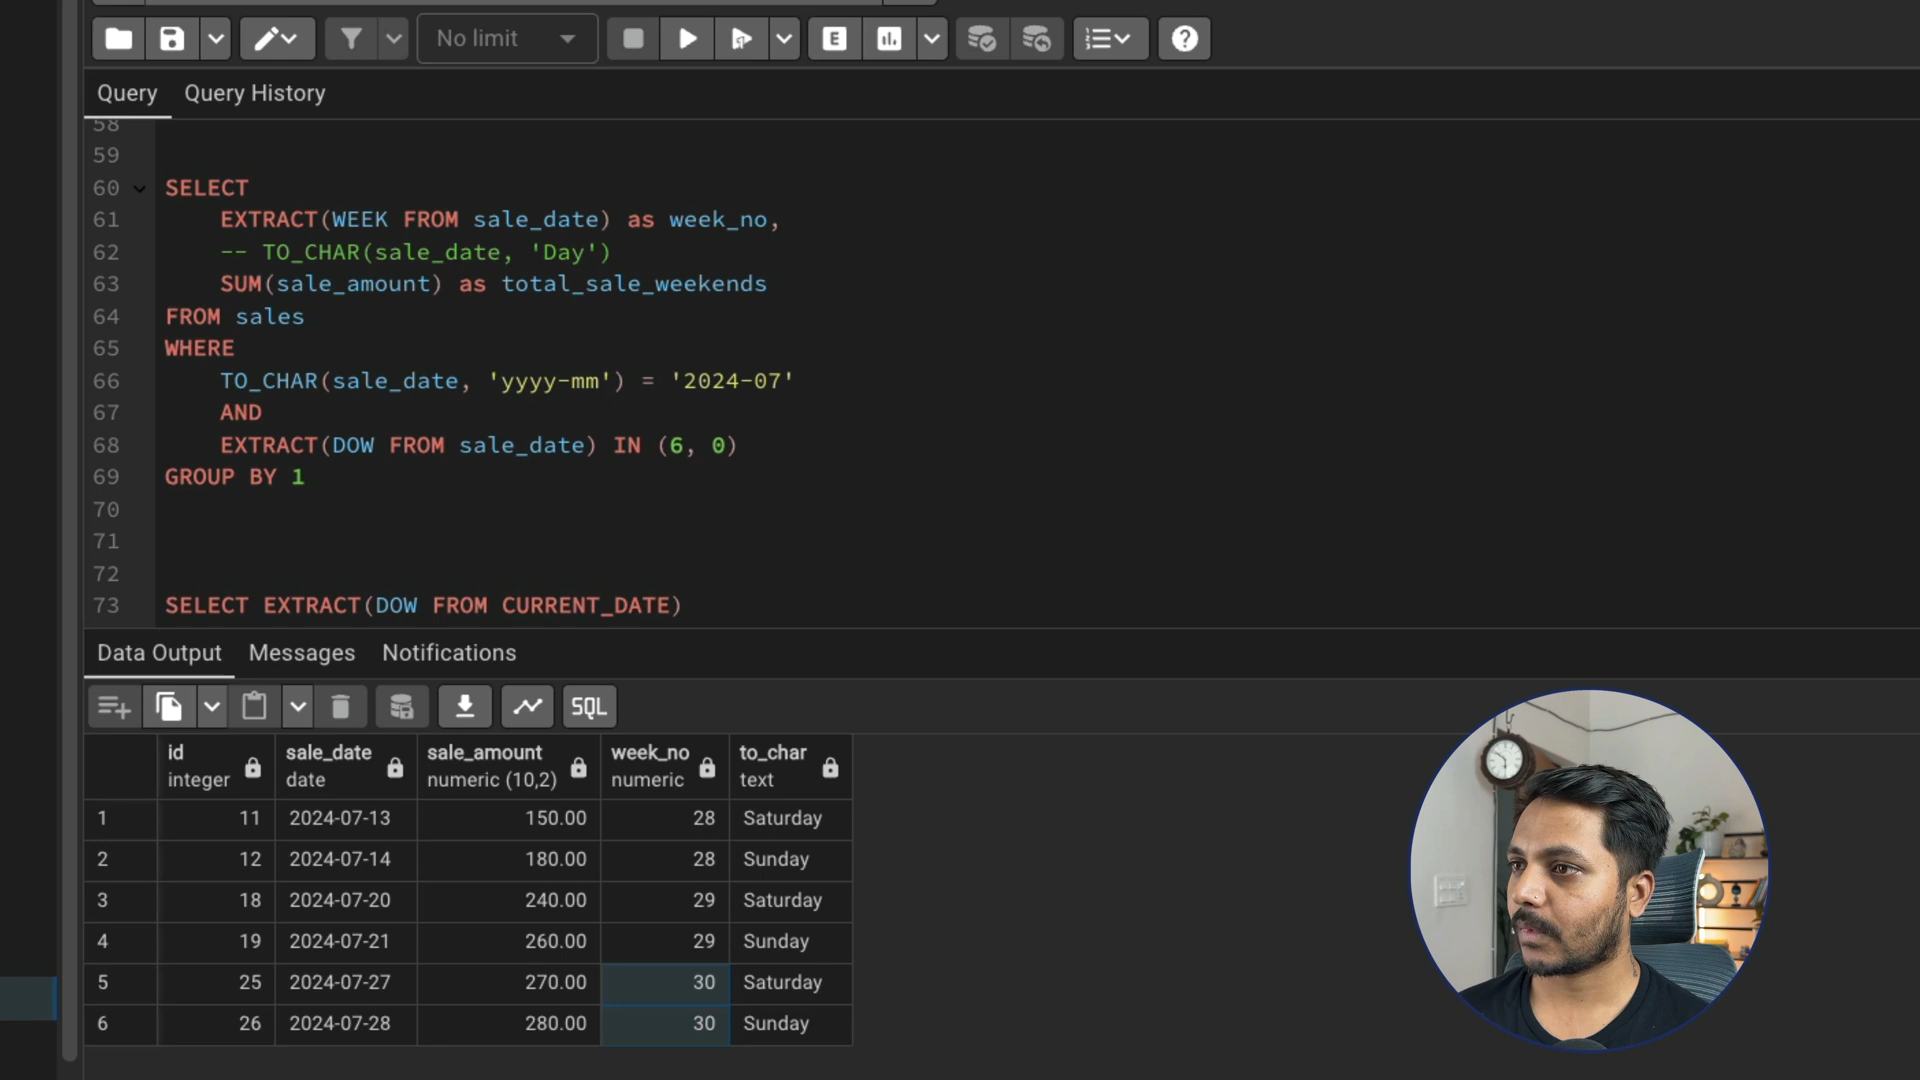 No limit
E
Query Query History
58
59
60 SELECT
61 EXTRACT(WEEK FROM sale_date) as week_no,
62 -- TO_CHAR(sale_date, 'Day')
63 SUM(sale_amount) as total_sale_weekends
64 FROM sales
65 WHERE
66 TO_CHAR(sale_date, 'yyyy-mm') = '2024-07'
67 AND
68 EXTRACT(DOW FROM sale_date) IN (6, 0)
69 GROUP BY 1
70
71
72
73 SELECT EXTRACT(DOW FROM CURRENT_DATE)
Data Output Messages Notifications
SQL
id sale_date sale_amount week_no to_char
integer date numeric (10,2) numeric text
1 11 2024-07-13 150.00 28 Saturday
2 12 2024-07-14 180.00 28 Sunday
3 18 2024-07-20 240.00 29 Saturday
4 19 2024-07-21 260.00 29 Sunday
5 25 2024-07-27 270.00 30 Saturday
6 26 2024-07-28 280.00 30 Sunday